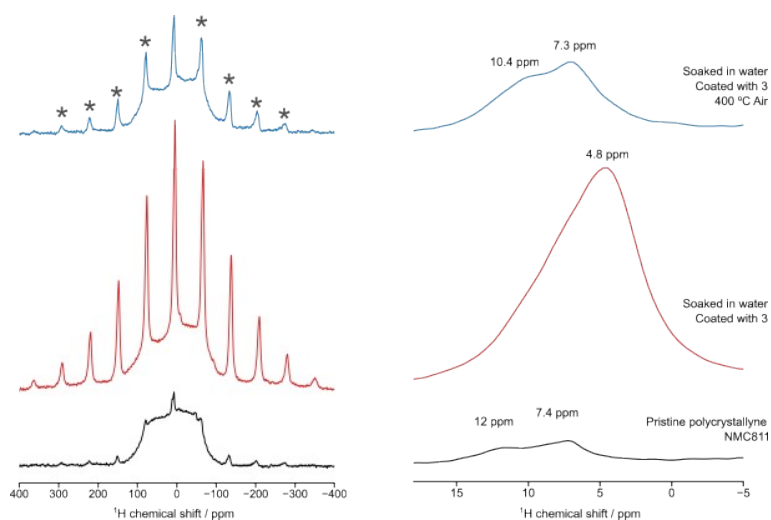 * * * * * * * *
400 300 200 100 0 −100 −200 −300 −400
¹H chemical shift / ppm
10.4 ppm
7.3 ppm
Soaked in water
Coated with 3
400 ºC Air
4.8 ppm
Soaked in water
Coated with 3
12 ppm
7.4 ppm
Pristine polycrystallyne
NMC811
15 10 5 0 −5
¹H chemical shift / ppm